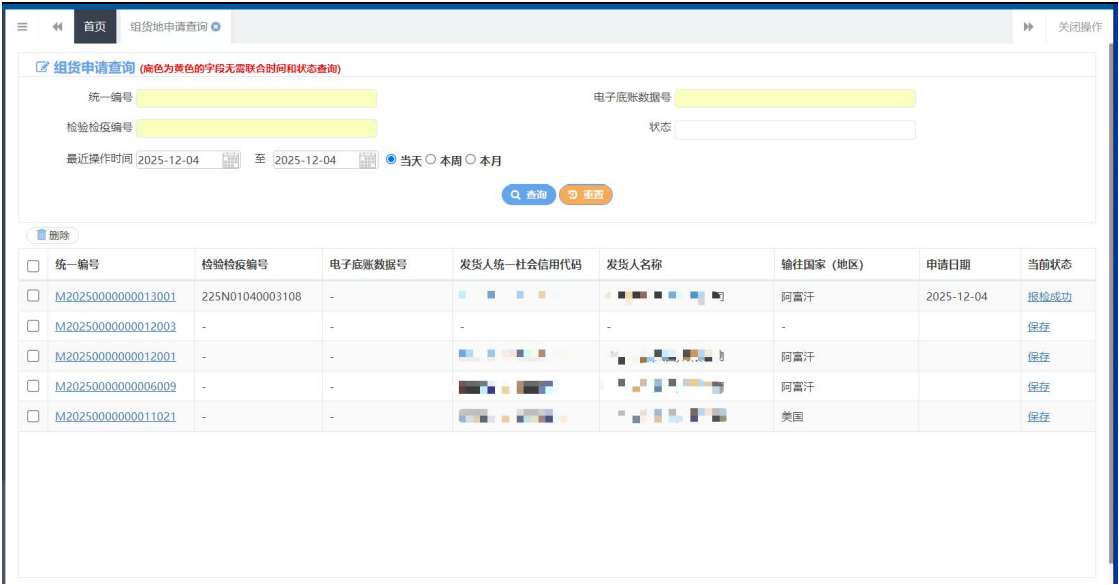 首页 组货地申请查询 关闭操作
组货申请查询 (底色为黄色的字段无需联合时间和状态查询)
统一编号 电子底账数据号
检验检疫编号 状态
最近操作时间 2025-12-04 至 2025-12-04 当天 本周 本月
查询 重置
删除
统一编号 检验检疫编号 电子底账数据号 发货人统一社会信用代码 发货人名称 输往国家（地区） 申请日期 当前状态
M20250000000013001 225N01040003108 - 阿富汗 2025-12-04 报检成功
M20250000000012003 - - - - - 保存
M20250000000012001 - - 阿富汗 保存
M20250000000006009 - - 阿富汗 保存
M20250000000011021 - - 美国 保存